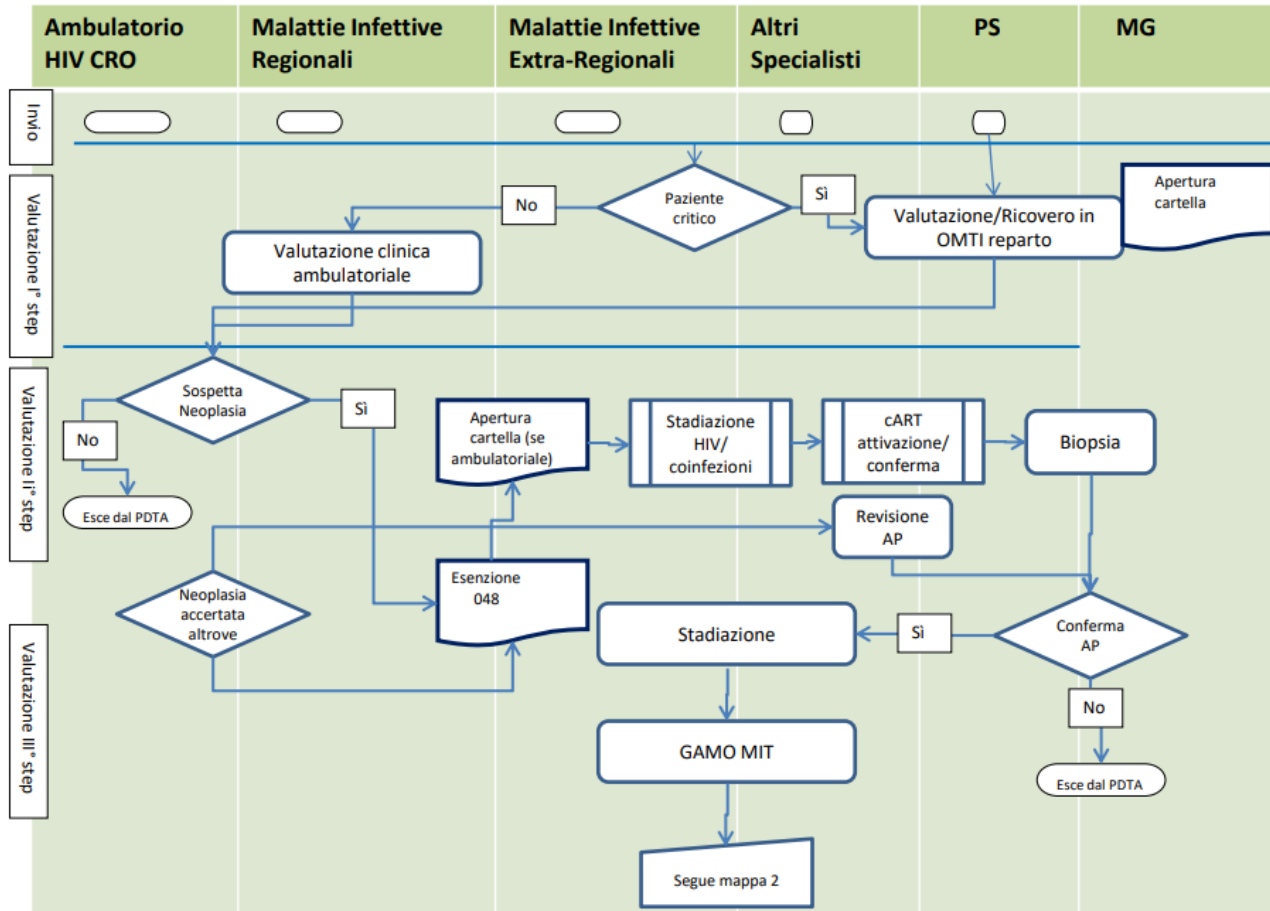 Ambulatorio
HIV CRO
Malattie Infettive
Regionali
Malattie Infettive
Extra-Regionali
Altri
Specialisti
PS
MG
Invio
Valutazione I° step
Paziente
critico
No
Sì
Valutazione clinica
ambulatoriale
Valutazione/Ricovero in
OMTI reparto
Apertura
cartella
Valutazione II° step
Sospetta
Neoplasia
No
Sì
Esce dal PDTA
Apertura
cartella (se
ambulatoriale)
Stadiazione
HIV/
coinfezioni
cART
attivazione/
conferma
Biopsia
Revisione
AP
Neoplasia
accertata
altrove
Esenzione
048
Valutazione III° step
Stadiazione
Sì
Conferma
AP
No
Esce dal PDTA
GAMO MIT
Segue mappa 2